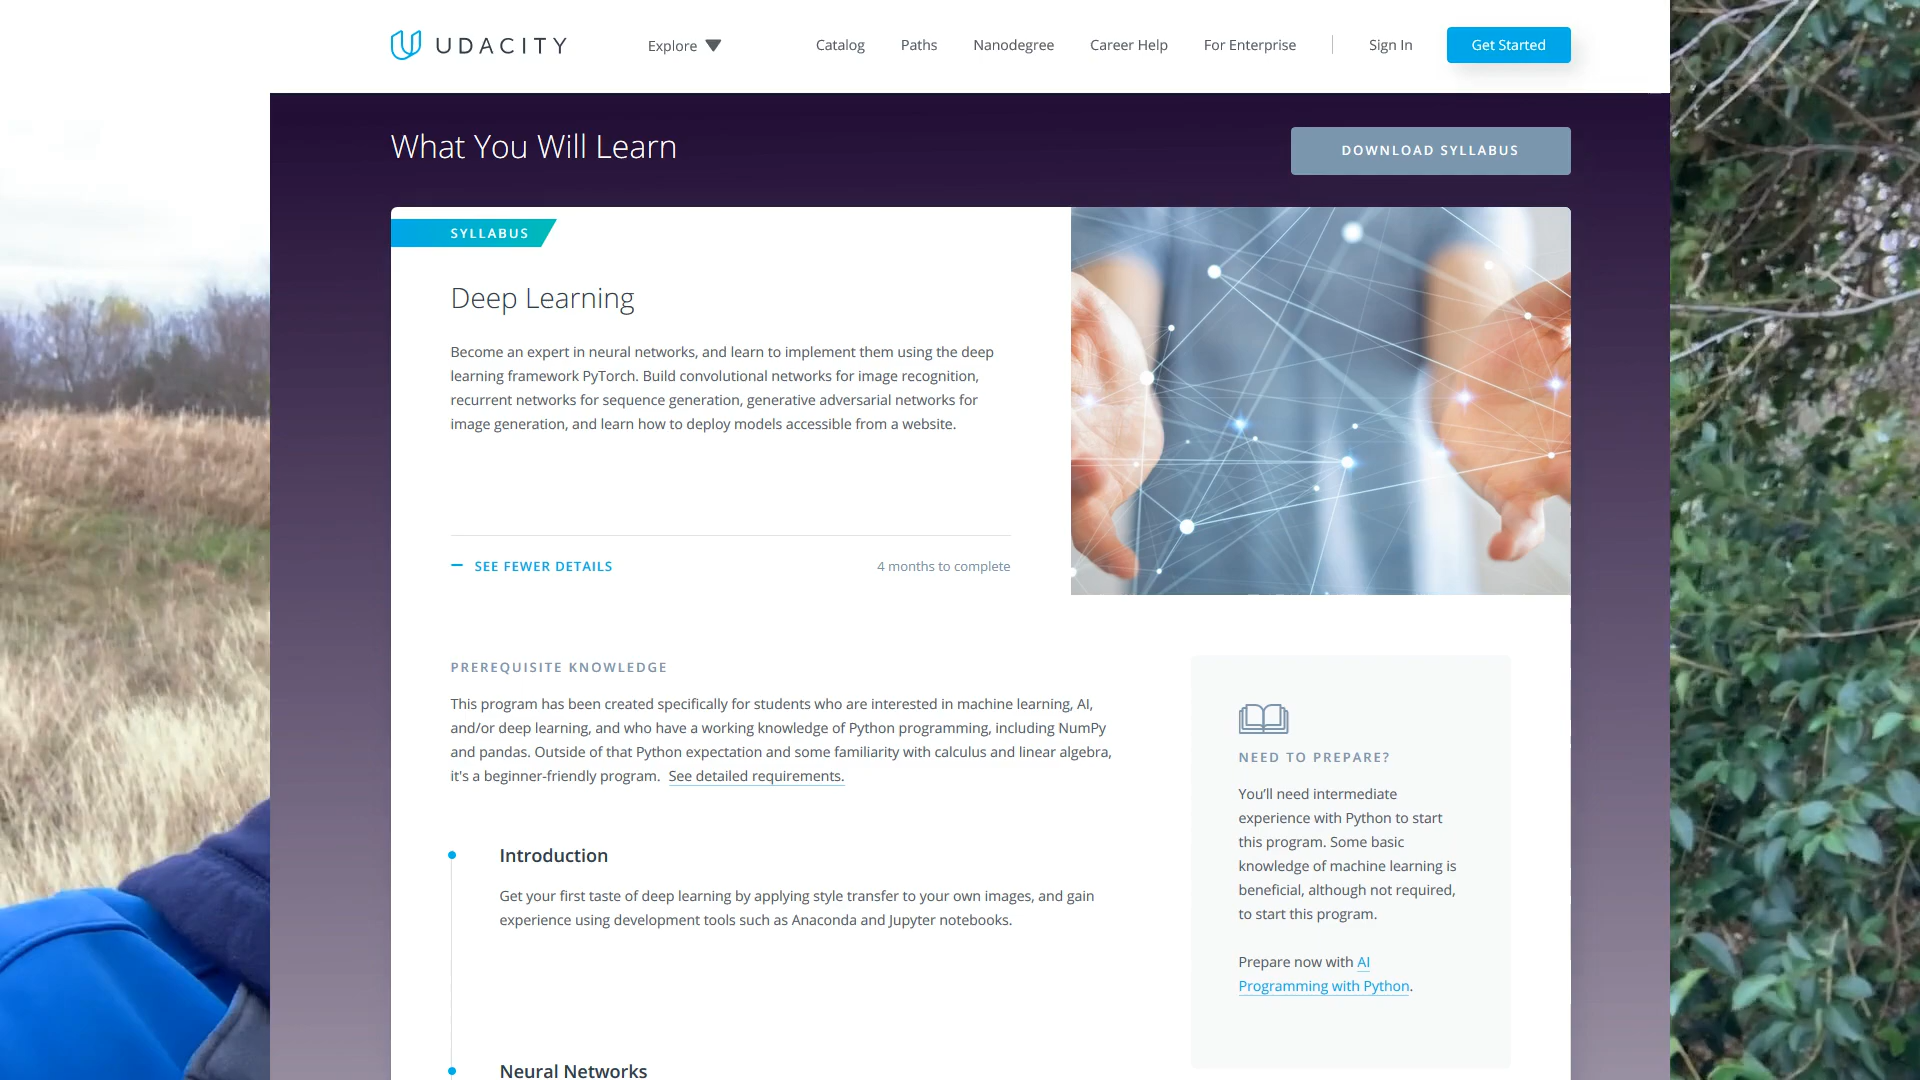 UDACITY
Explore
Catalog
Paths
Nanodegree
Career Help
For Enterprise
Sign In
Get Started
What You Will Learn
DOWNLOAD SYLLABUS
SYLLABUS
Deep Learning
Become an expert in neural networks, and learn to implement them using the deep
learning framework PyTorch. Build convolutional networks for image recognition,
recurrent networks for sequence generation, generative adversarial networks for
image generation, and learn how to deploy models accessible from a website.
SEE FEWER DETAILS
4 months to complete
PREREQUISITE KNOWLEDGE
This program has been created specifically for students who are interested in machine learning, AI,
and/or deep learning, and who have a working knowledge of Python programming, including NumPy
and pandas. Outside of that Python expectation and some familiarity with calculus and linear algebra,
it's a beginner-friendly program. See detailed requirements.
Introduction
Get your first taste of deep learning by applying style transfer to your own images, and gain
experience using development tools such as Anaconda and Jupyter notebooks.
Neural Networks
NEED TO PREPARE?
You'll need intermediate
experience with Python to start
this program. Some basic
knowledge of machine learning is
beneficial, although not required,
to start this program.
Prepare now with AI
Programming with Python.